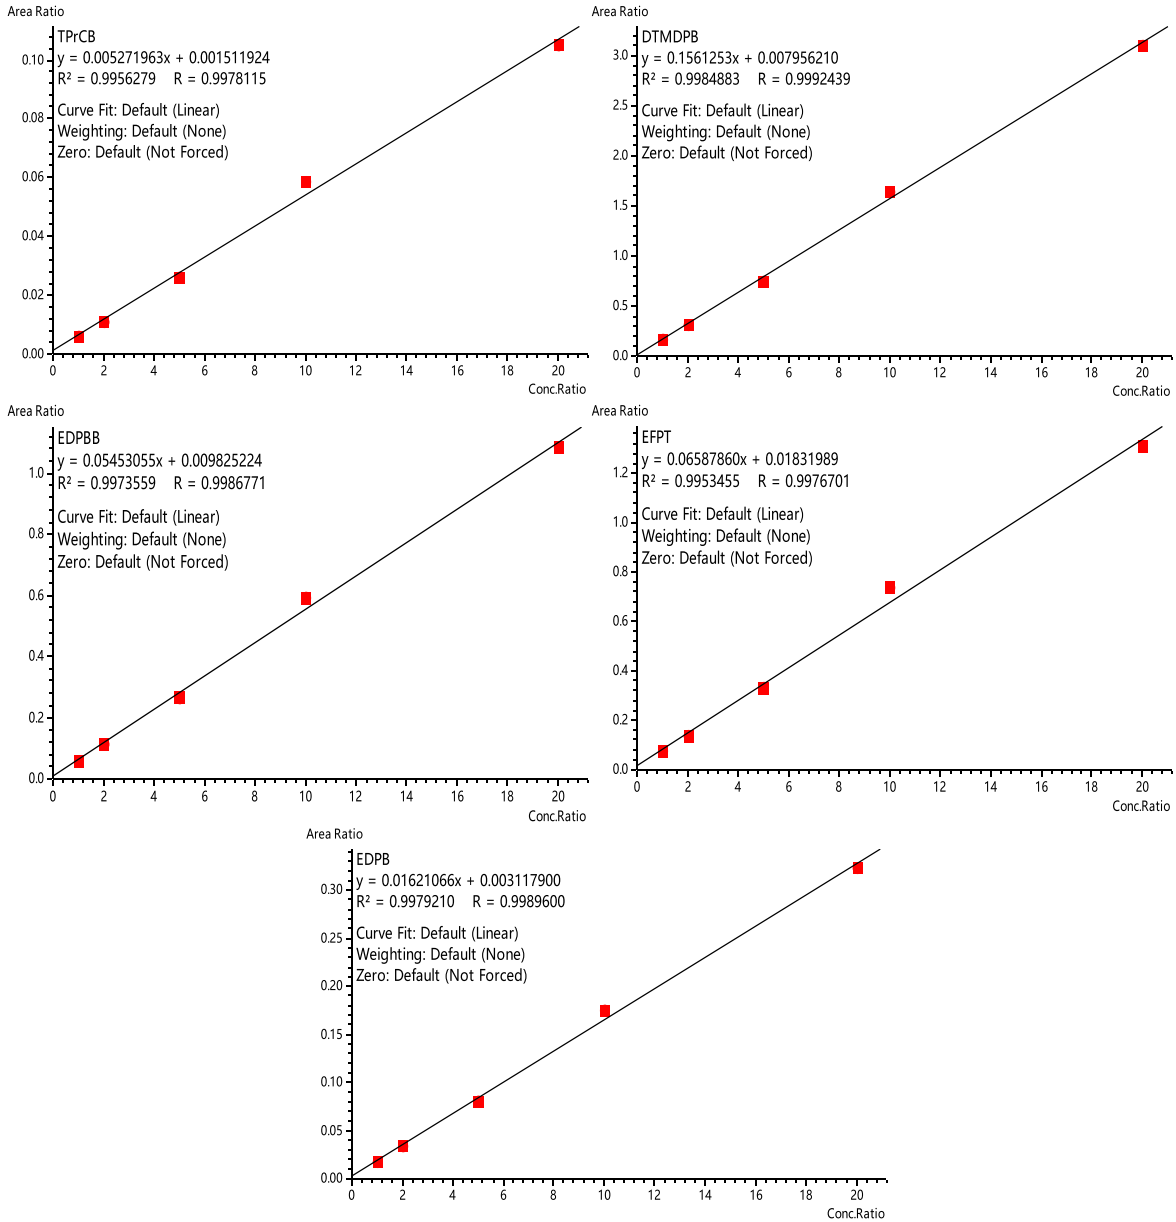 Area Ratio
TPrCB
y = 0.005271963x + 0.001511924
R² = 0.9956279 R = 0.9978115
Curve Fit: Default (Linear)
Weighting: Default (None)
Zero: Default (Not Forced)
0.10
0.08
0.06
0.04
0.02
0.00
0 2 4 6 8 10 12 14 16 18 20
Conc.Ratio
Area Ratio
DTMDPB
y = 0.1561253x + 0.007956210
R² = 0.9984883 R = 0.9992439
Curve Fit: Default (Linear)
Weighting: Default (None)
Zero: Default (Not Forced)
3.0
2.5
2.0
1.5
1.0
0.5
0.0
0 2 4 6 8 10 12 14 16 18 20
Conc.Ratio
Area Ratio
EDPBB
y = 0.05453055x + 0.009825224
R² = 0.9973559 R = 0.9986771
Curve Fit: Default (Linear)
Weighting: Default (None)
Zero: Default (Not Forced)
1.0
0.8
0.6
0.4
0.2
0.0
0 2 4 6 8 10 12 14 16 18 20
Conc.Ratio
Area Ratio
EFPT
y = 0.06587860x + 0.01831989
R² = 0.9953455 R = 0.9976701
Curve Fit: Default (Linear)
Weighting: Default (None)
Zero: Default (Not Forced)
1.2
1.0
0.8
0.6
0.4
0.2
0.0
0 2 4 6 8 10 12 14 16 18 20
Conc.Ratio
Area Ratio
EDPB
y = 0.01621066x + 0.003117900
R² = 0.9979210 R = 0.9989600
Curve Fit: Default (Linear)
Weighting: Default (None)
Zero: Default (Not Forced)
0.30
0.25
0.20
0.15
0.10
0.05
0.00
0 2 4 6 8 10 12 14 16 18 20
Conc.Ratio